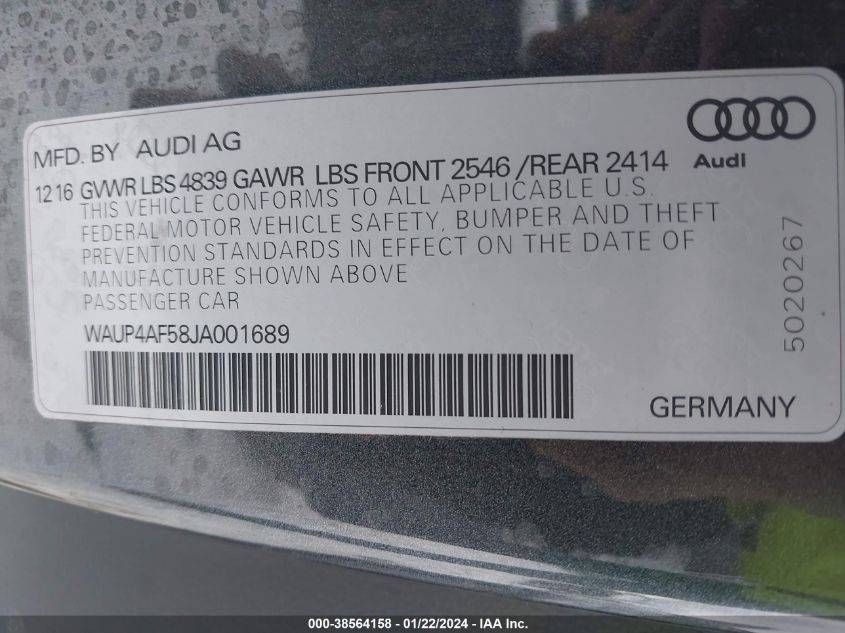 MFD. BY AUDI AG
Audi
12 16 GVWR LBS 4839 GAWR LBS FRONT 2546 /REAR 2414
THIS VEHICLE CONFORMS TO ALL APPLICABLE U.S.
FEDERAL MOTOR VEHICLE SAFETY, BUMPER AND THEFT
PREVENTION STANDARDS IN EFFECT ON THE DATE OF
MANUFACTURE SHOWN ABOVE
PASSENGER CAR
WAUP4AF58JA001689
5020267
GERMANY
000-38564158 - 01/22/2024 - IAA Inc.